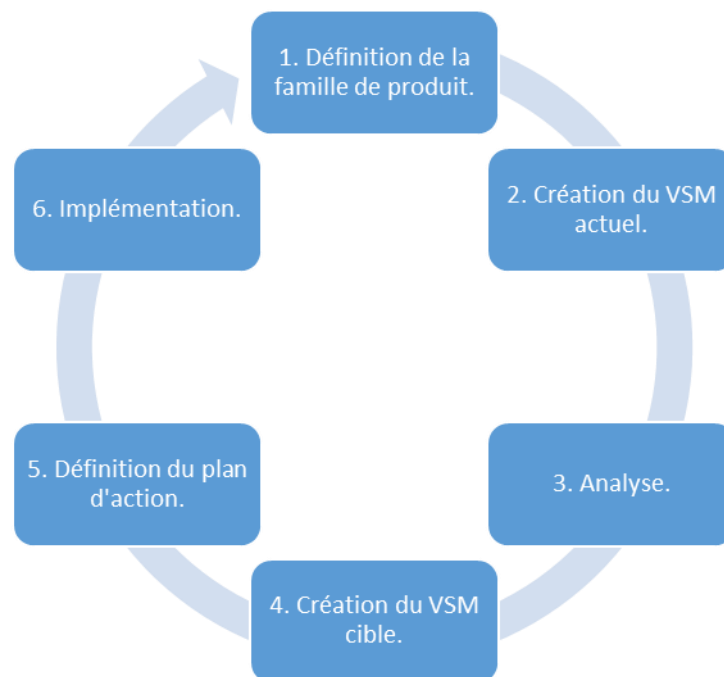 1. Définition de la
famille de produit.
2. Création du VSM
actuel.
3. Analyse.
4. Création du VSM
cible.
5. Définition du plan
d'action.
6. Implémentation.